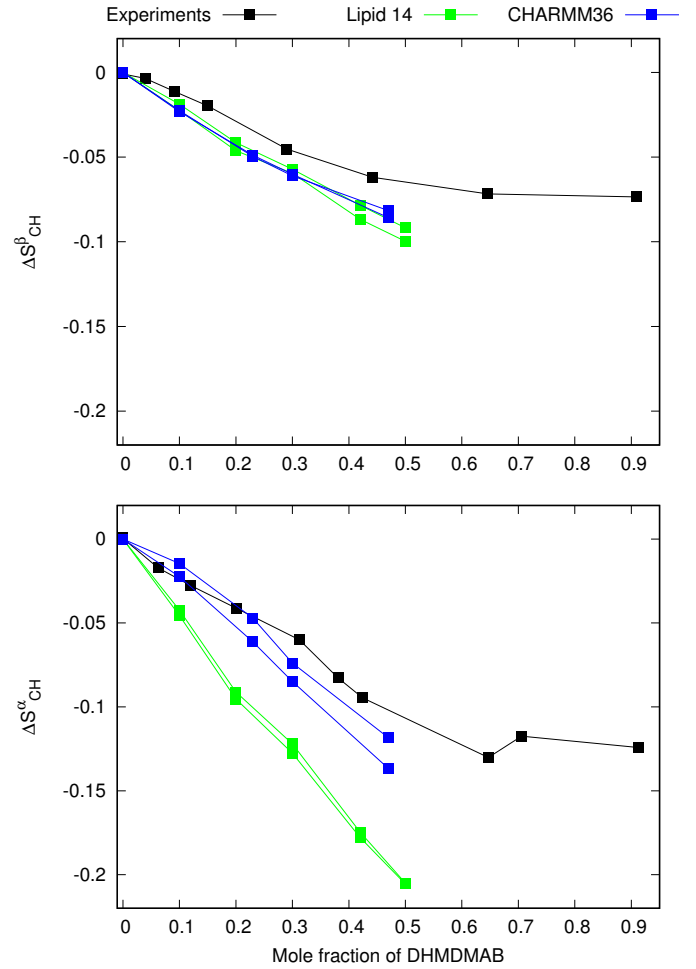 Experiments Lipid 14 CHARMM36
0
-0.05
-0.1
-0.15
-0.2
ΔS^β_CH
0 0.1 0.2 0.3 0.4 0.5 0.6 0.7 0.8 0.9
0
-0.05
-0.1
-0.15
-0.2
ΔS^α_CH
0 0.1 0.2 0.3 0.4 0.5 0.6 0.7 0.8 0.9
Mole fraction of DHMDMAB